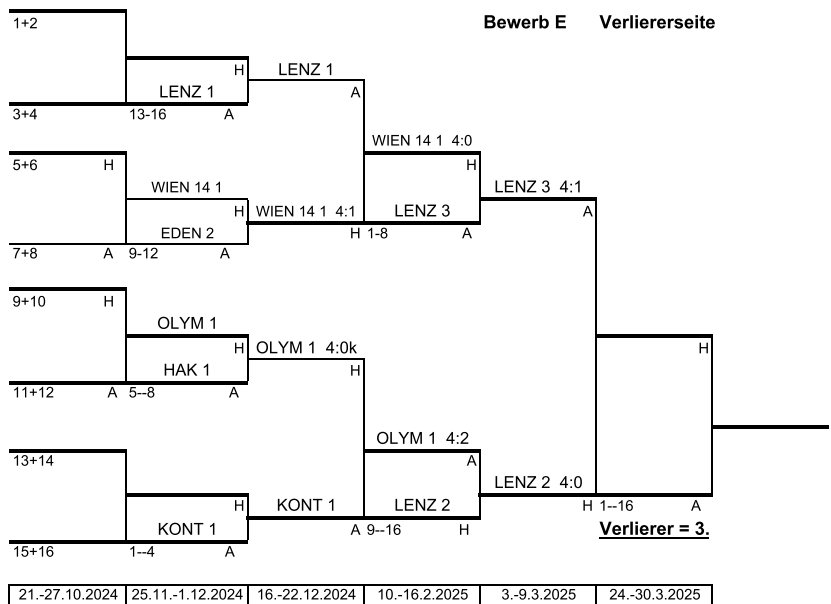 Bewerb E Verliererseite
1+2
H LENZ 1
LENZ 1 A
3+4 13-16 A
WIEN 14 1 4:0
5+6 H H
WIEN 14 1 LENZ 3 4:1
H WIEN 14 1 4:1 LENZ 3 A
EDEN 2 H 1-8 A
7+8 A 9-12 A
9+10 H
OLYM 1
H OLYM 1 4:0k H
HAK 1 H
11+12 A 5--8 A
OLYM 1 4:2
13+14 A
LENZ 2 4:0
H KONT 1 LENZ 2 H 1--16 A
KONT 1 A 9--16 H Verlierer = 3.
15+16 1--4 A
21.-27.10.2024 25.11.-1.12.2024 16.-22.12.2024 10.-16.2.2025 3.-9.3.2025 24.-30.3.2025